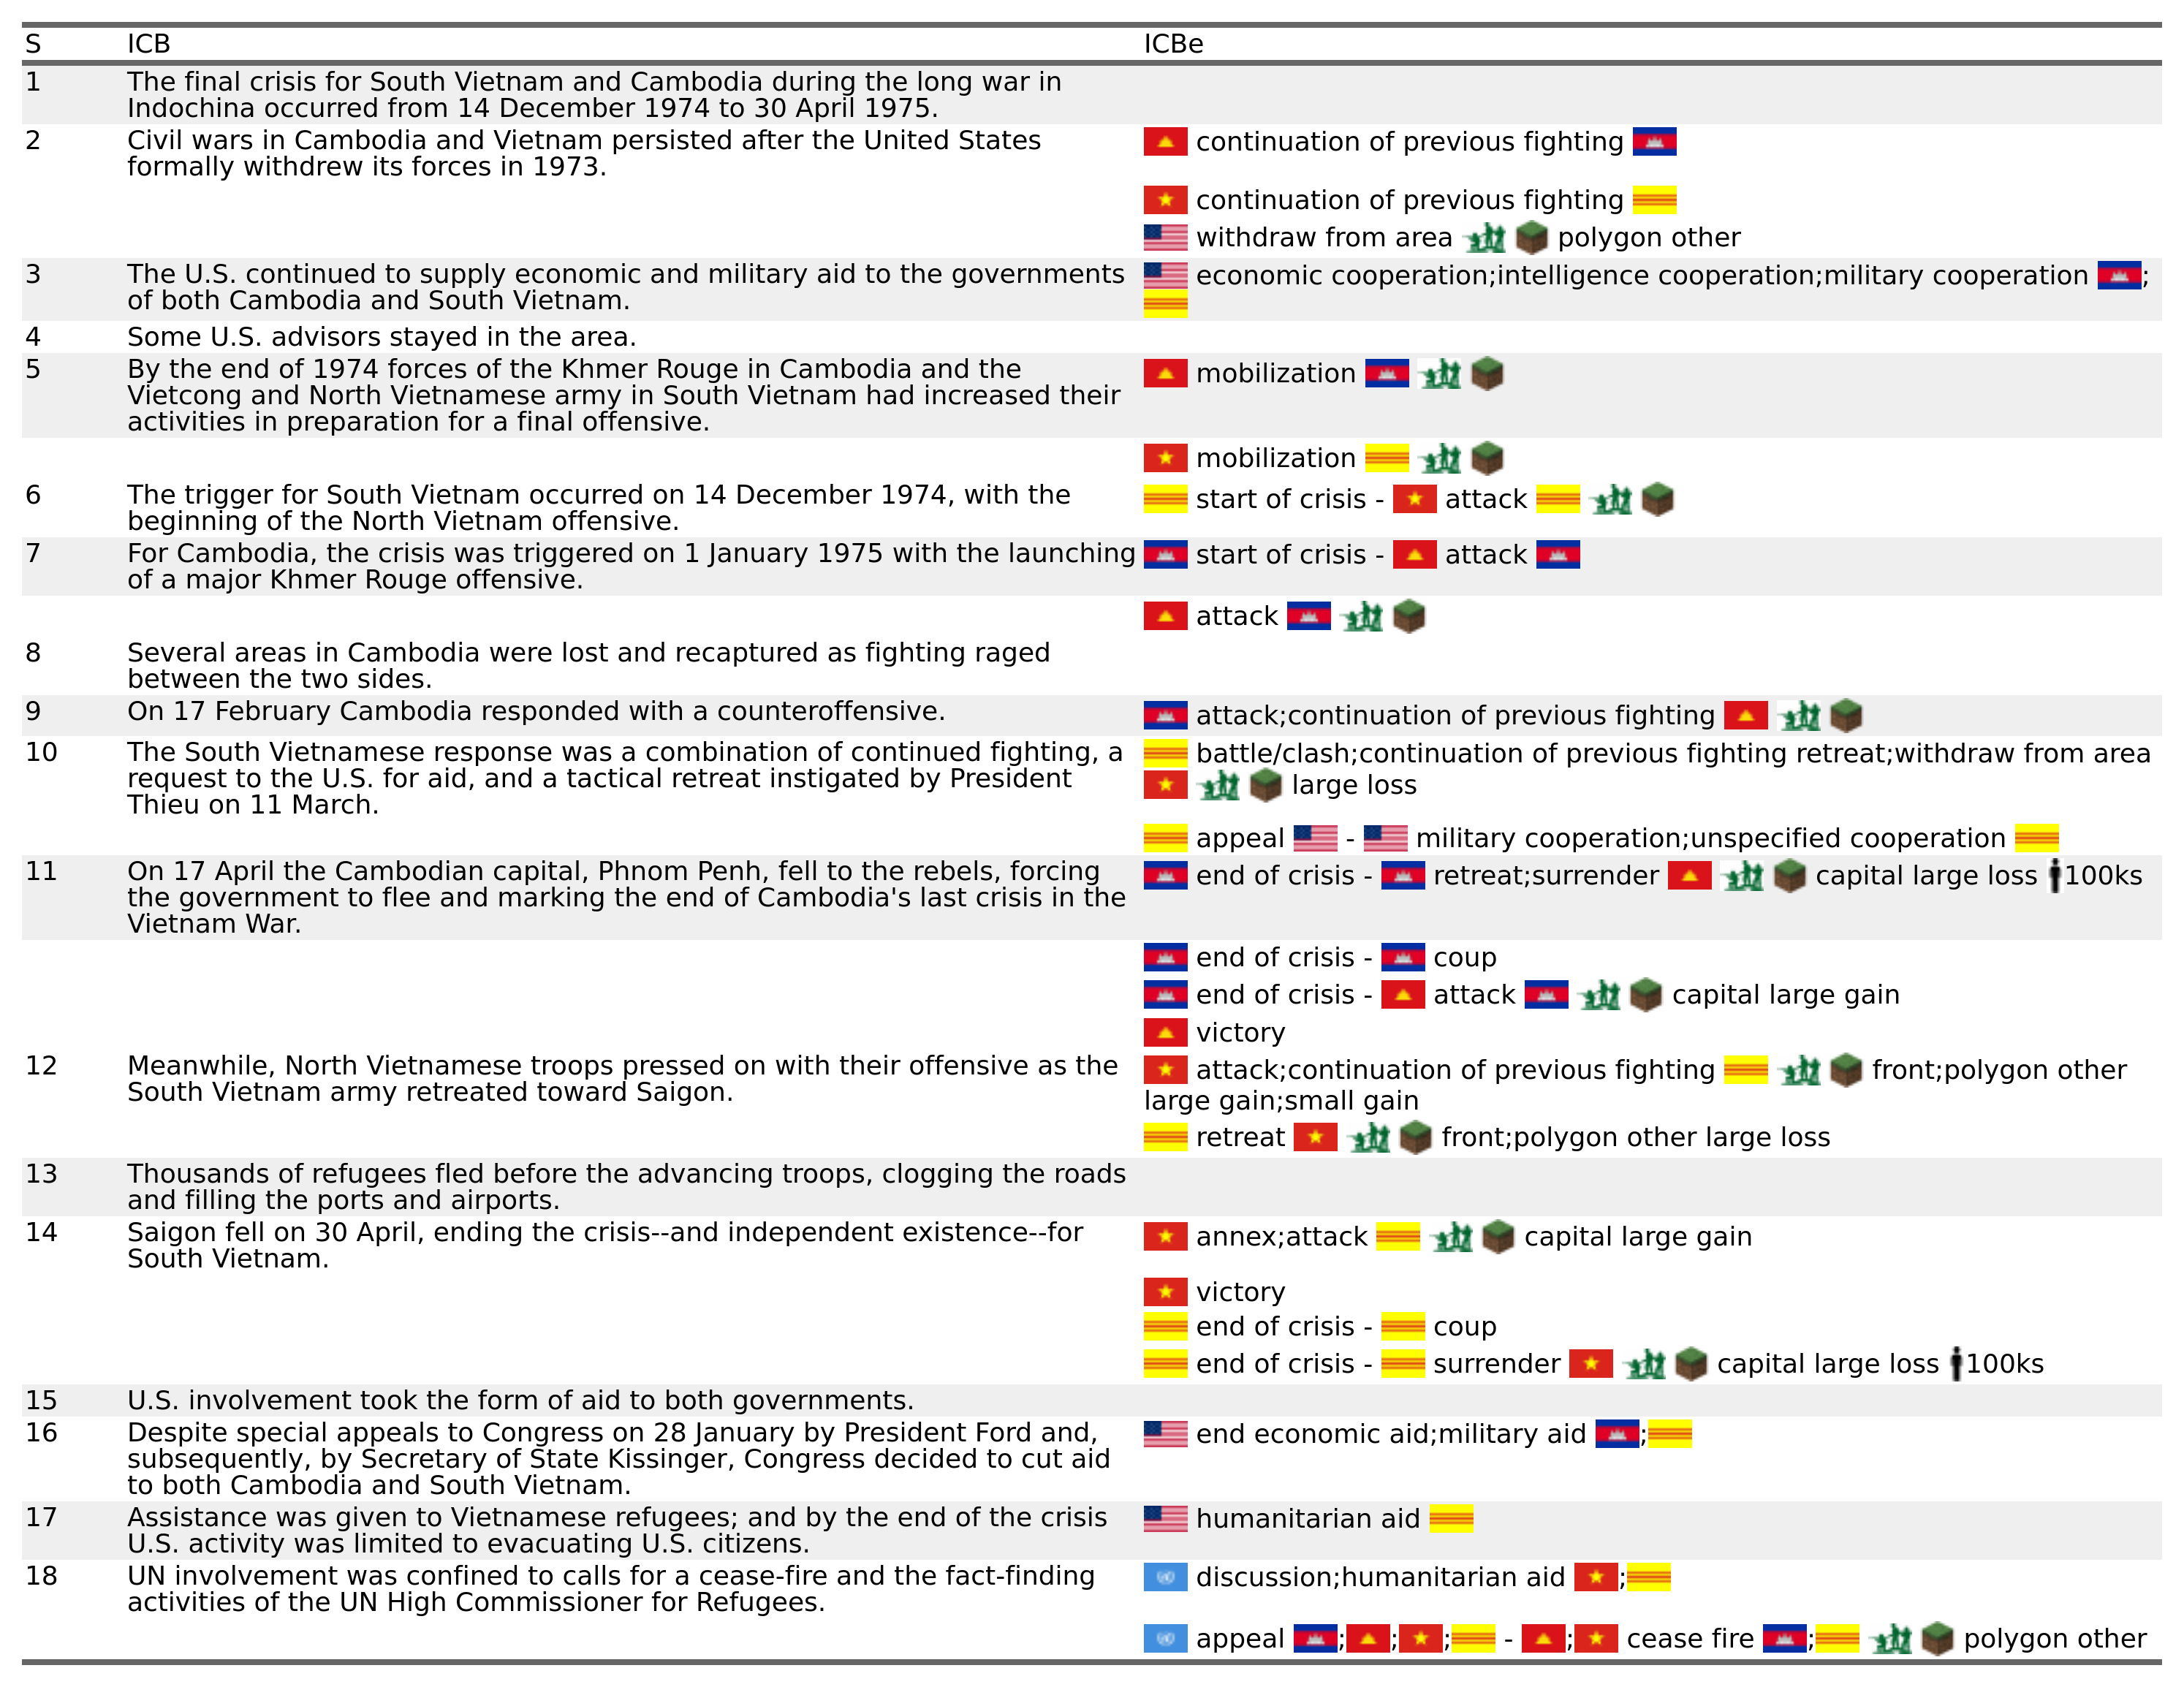 S ICB ICBe
1 The final crisis for South Vietnam and Cambodia during the long war in
Indochina occurred from 14 December 1974 to 30 April 1975.
2 Civil wars in Cambodia and Vietnam persisted after the United States
formally withdrew its forces in 1973.
continuation of previous fighting
continuation of previous fighting
withdraw from area polygon other
3 The U.S. continued to supply economic and military aid to the governments
of both Cambodia and South Vietnam.
economic cooperation;intelligence cooperation;military cooperation ;
4 Some U.S. advisors stayed in the area.
5 By the end of 1974 forces of the Khmer Rouge in Cambodia and the
Vietcong and North Vietnamese army in South Vietnam had increased their
activities in preparation for a final offensive.
mobilization
mobilization
6 The trigger for South Vietnam occurred on 14 December 1974, with the
beginning of the North Vietnam offensive.
start of crisis - attack
7 For Cambodia, the crisis was triggered on 1 January 1975 with the launching
of a major Khmer Rouge offensive.
start of crisis - attack
attack
8 Several areas in Cambodia were lost and recaptured as fighting raged
between the two sides.
9 On 17 February Cambodia responded with a counteroffensive.
attack;continuation of previous fighting
10 The South Vietnamese response was a combination of continued fighting, a
request to the U.S. for aid, and a tactical retreat instigated by President
Thieu on 11 March.
battle/clash;continuation of previous fighting retreat;withdraw from area
large loss
appeal - military cooperation;unspecified cooperation
11 On 17 April the Cambodian capital, Phnom Penh, fell to the rebels, forcing
the government to flee and marking the end of Cambodia's last crisis in the
Vietnam War.
end of crisis - retreat;surrender capital large loss 100ks
end of crisis - coup
end of crisis - attack capital large gain
victory
12 Meanwhile, North Vietnamese troops pressed on with their offensive as the
South Vietnam army retreated toward Saigon.
attack;continuation of previous fighting front;polygon other
large gain;small gain
retreat front;polygon other large loss
13 Thousands of refugees fled before the advancing troops, clogging the roads
and filling the ports and airports.
14 Saigon fell on 30 April, ending the crisis--and independent existence--for
South Vietnam.
annex;attack capital large gain
victory
end of crisis - coup
end of crisis - surrender capital large loss 100ks
15 U.S. involvement took the form of aid to both governments.
16 Despite special appeals to Congress on 28 January by President Ford and,
subsequently, by Secretary of State Kissinger, Congress decided to cut aid
to both Cambodia and South Vietnam.
end economic aid;military aid ;
17 Assistance was given to Vietnamese refugees; and by the end of the crisis
U.S. activity was limited to evacuating U.S. citizens.
humanitarian aid
18 UN involvement was confined to calls for a cease-fire and the fact-finding
activities of the UN High Commissioner for Refugees.
discussion;humanitarian aid ;
appeal ; ; ; - ; cease fire ; polygon other